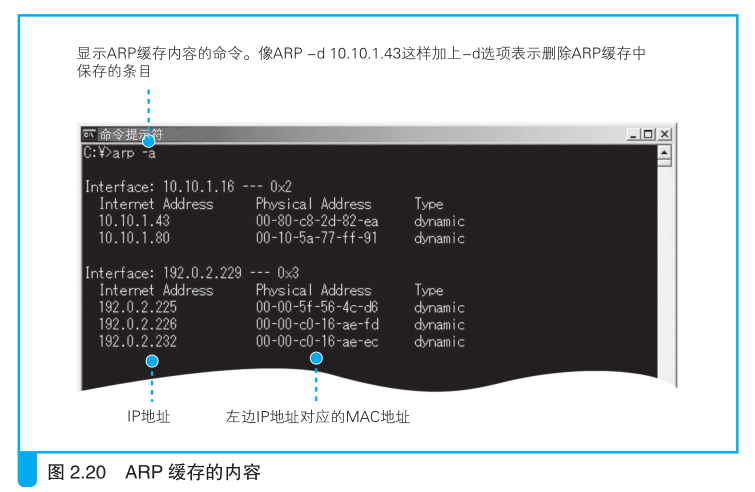 显示ARP缓存内容的命令。像ARP –d 10.10.1.43这样加上–d选项表示删除ARP缓存中
保存的条目
命令提示符
C:¥>arp -a
Interface: 10.10.1.16 --- 0x2
Internet Address Physical Address Type
10.10.1.43 00-80-c8-2d-82-ea dynamic
10.10.1.80 00-10-5a-77-ff-91 dynamic
Interface: 192.0.2.229 --- 0x3
Internet Address Physical Address Type
192.0.2.225 00-00-5f-56-4c-d6 dynamic
192.0.2.226 00-00-c0-16-ae-fd dynamic
192.0.2.232 00-00-c0-16-ae-ec dynamic
IP地址 左边IP地址对应的MAC地址
图 2.20 ARP 缓存的内容